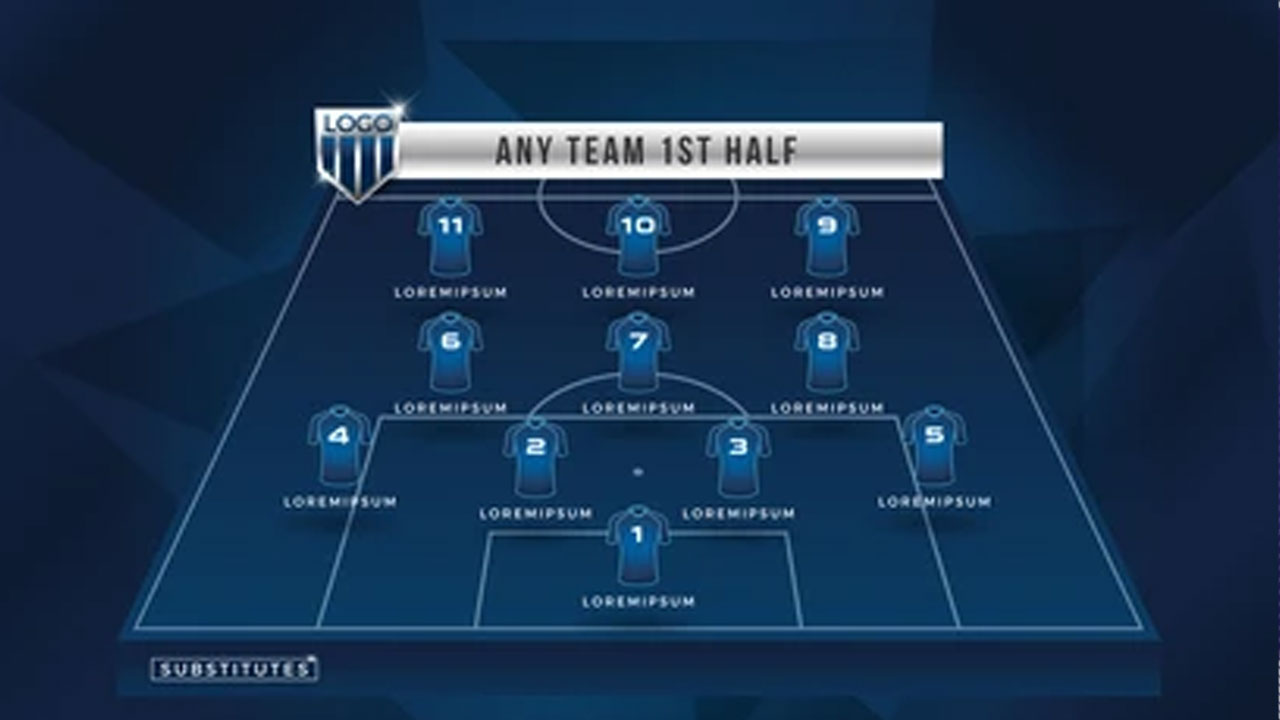 LOGO
ANY TEAM 1ST HALF
11 10 9
LOREMIPSUM LOREMIPSUM LOREMIPSUM
6 7 8
LOREMIPSUM LOREMIPSUM LOREMIPSUM
4 2 3 5
LOREMIPSUM LOREMIPSUM LOREMIPSUM LOREMIPSUM
1
LOREMIPSUM
SUBSTITUTES